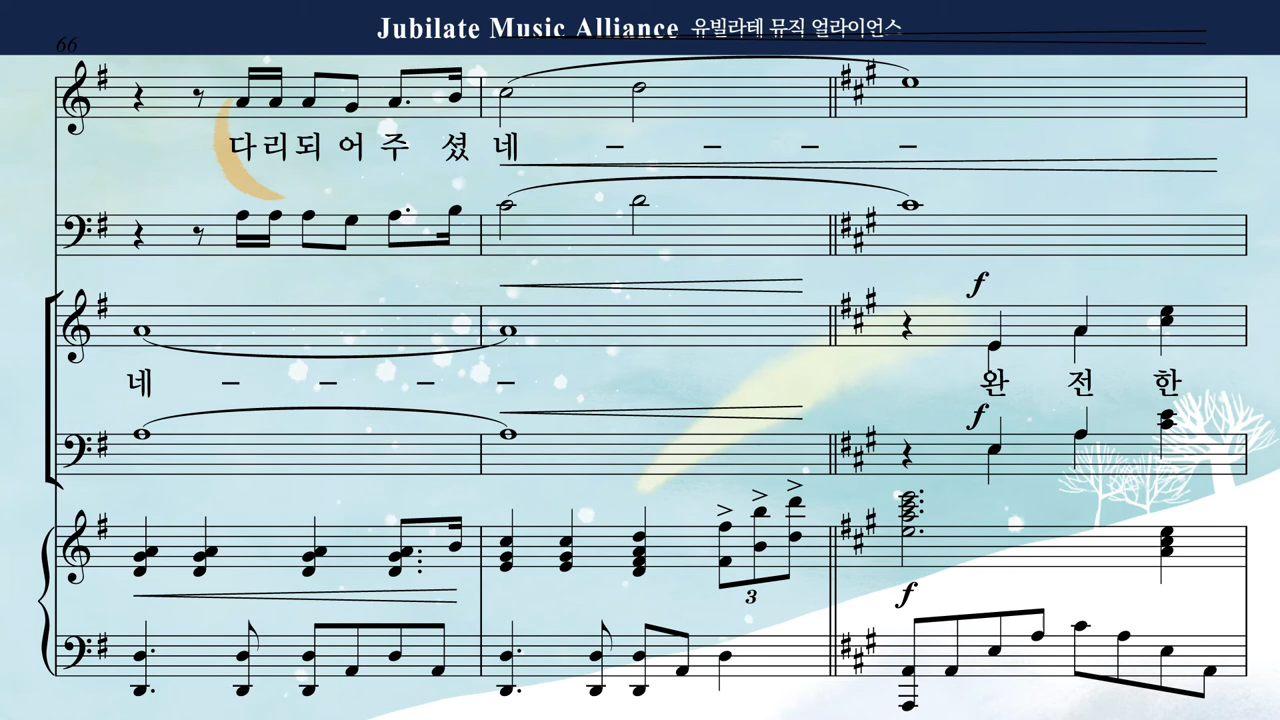 Jubilate Music Alliance 유빌라테 뮤직 얼라이언스
66
다 리 되 어 주 셨 네 – – – –
f
네 – – – – 완 전 한
f
3
f